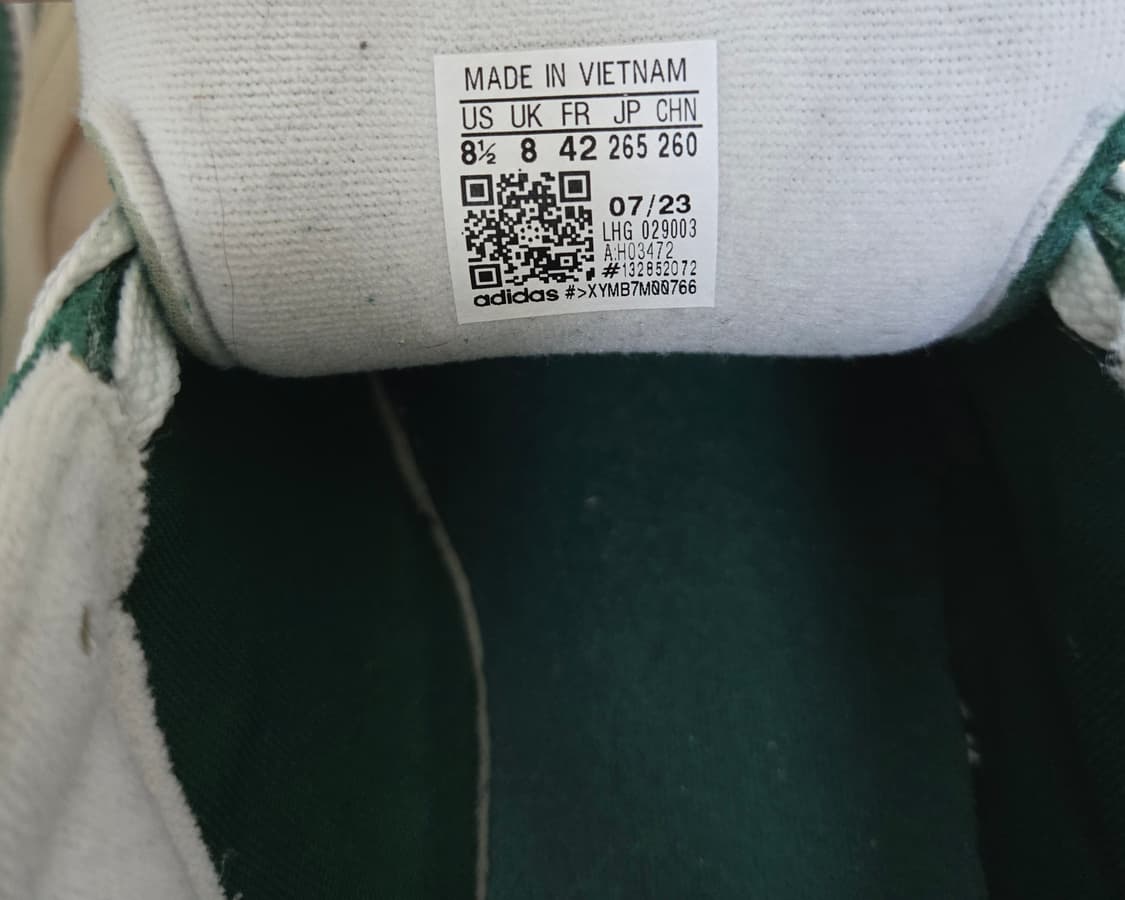 MADE IN VIETNAM
US UK FR JP CHN
8½ 8 42 265 260
07/23
LHG 029003
A:H03472
#132852072
adidas #>XYMB7M00766